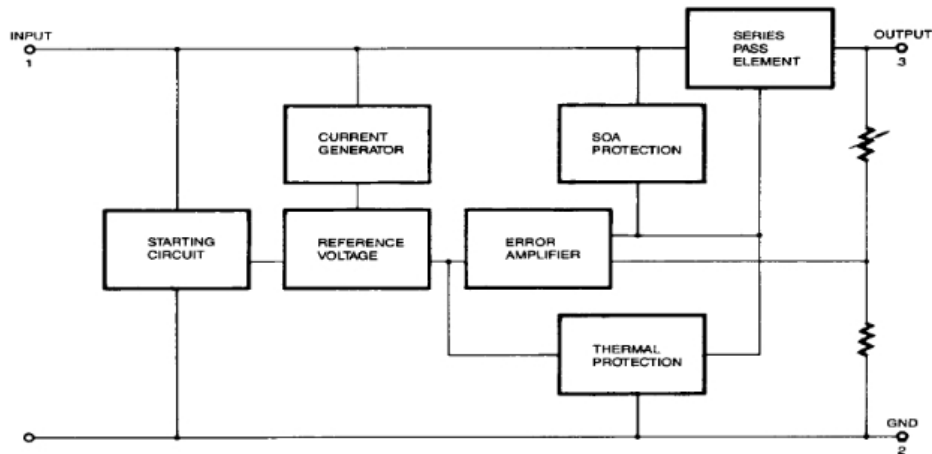 INPUT
1
SERIES
PASS
ELEMENT
OUTPUT
3
CURRENT
GENERATOR
SOA
PROTECTION
STARTING
CIRCUIT
REFERENCE
VOLTAGE
ERROR
AMPLIFIER
THERMAL
PROTECTION
GND
2